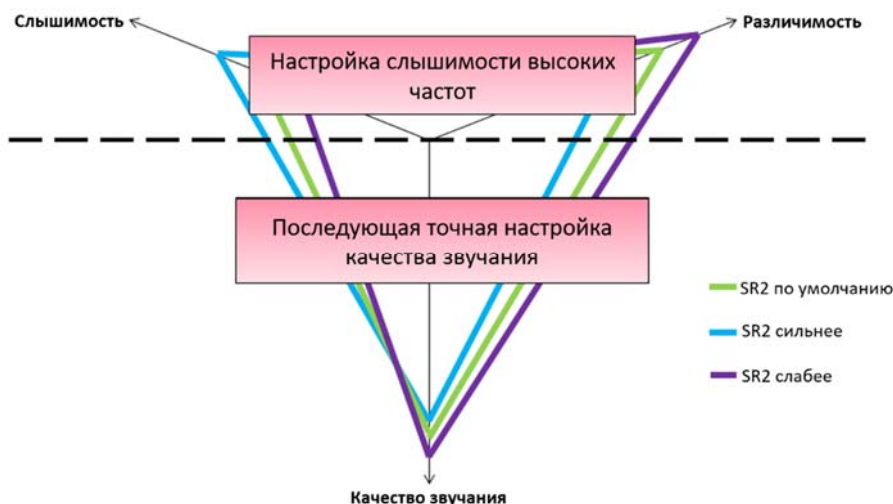 Слышимость
Различимость
Настройка слышимости высоких
частот
Последующая точная настройка
качества звучания
SR2 по умолчанию
SR2 сильнее
SR2 слабее
Качество звучания